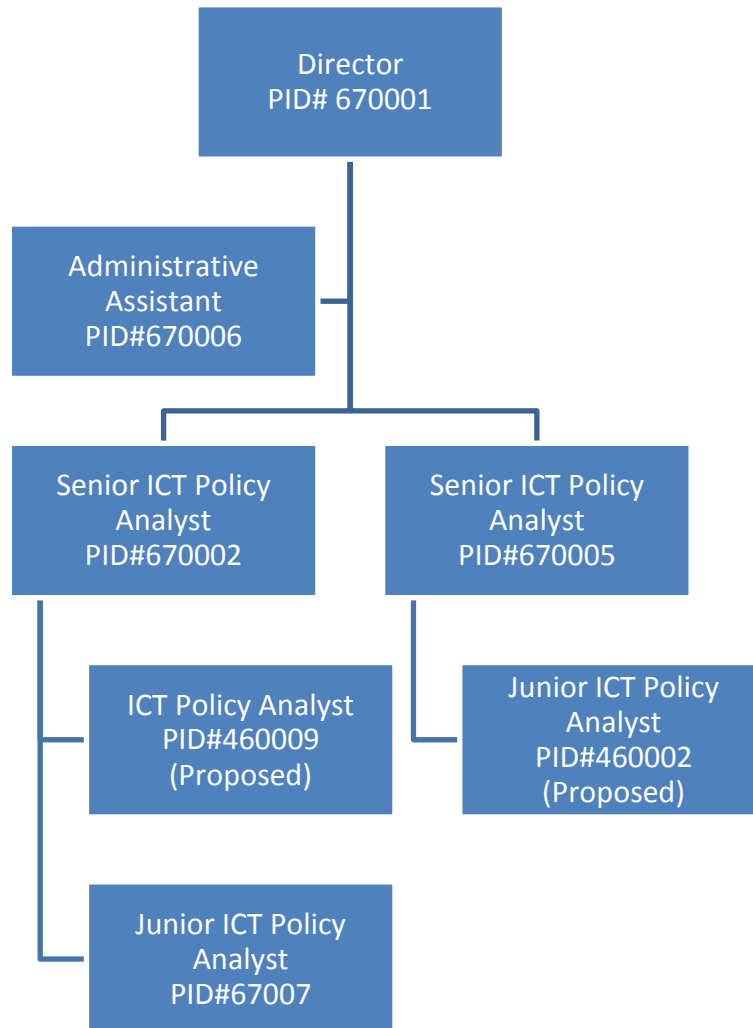 Director
PID# 670001
Administrative
Assistant
PID#670006
Senior ICT Policy
Analyst
PID#670002
Senior ICT Policy
Analyst
PID#670005
ICT Policy Analyst
PID#460009
(Proposed)
Junior ICT Policy
Analyst
PID#460002
(Proposed)
Junior ICT Policy
Analyst
PID#67007